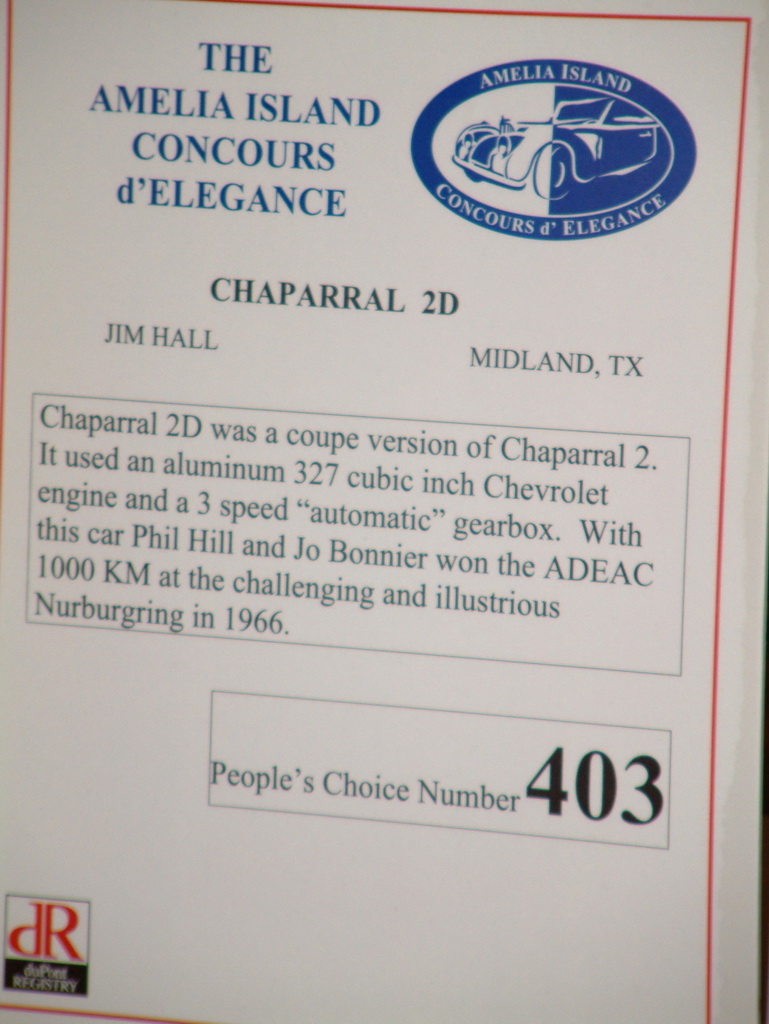 THE
AMELIA ISLAND
CONCOURS
d'ELEGANCE
AMELIA ISLAND
CONCOURS d' ELEGANCE
CHAPARRAL 2D
JIM HALL
MIDLAND, TX
Chaparral 2D was a coupe version of Chaparral 2.
It used an aluminum 327 cubic inch Chevrolet
engine and a 3 speed “automatic” gearbox. With
this car Phil Hill and Jo Bonnier won the ADEAC
1000 KM at the challenging and illustrious
Nurburgring in 1966.
People's Choice Number 403
dR
duPont
REGISTRY